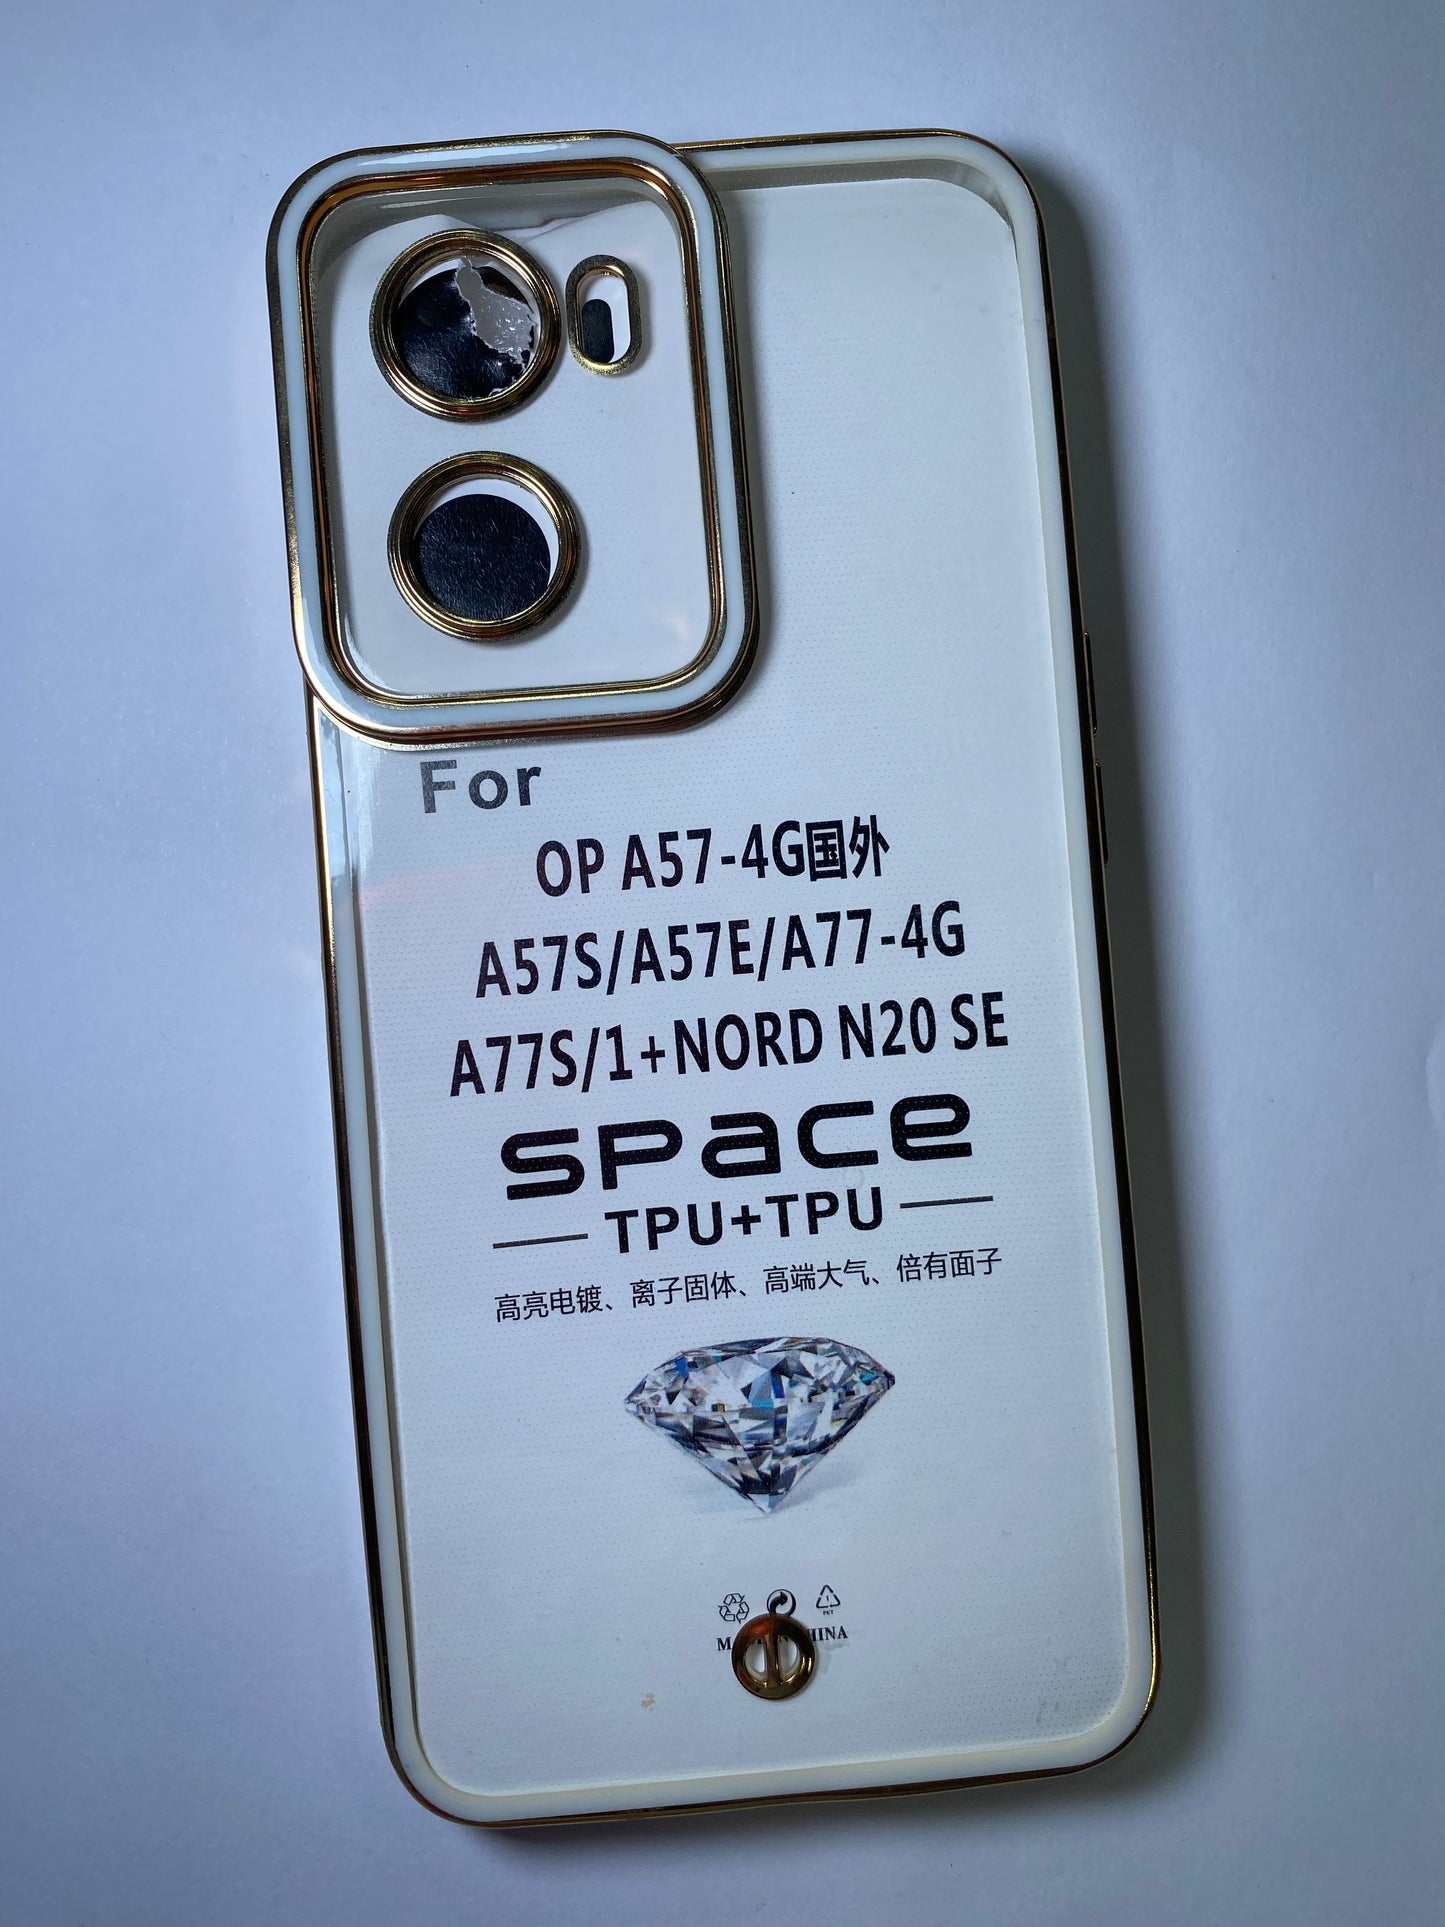 For
OP A57-4G国外
A57S/A57E/A77-4G
A77S/1+NORD N20 SE
space
TPU+TPU
高亮电镀、离子固体、高端大气、倍有面子
PET